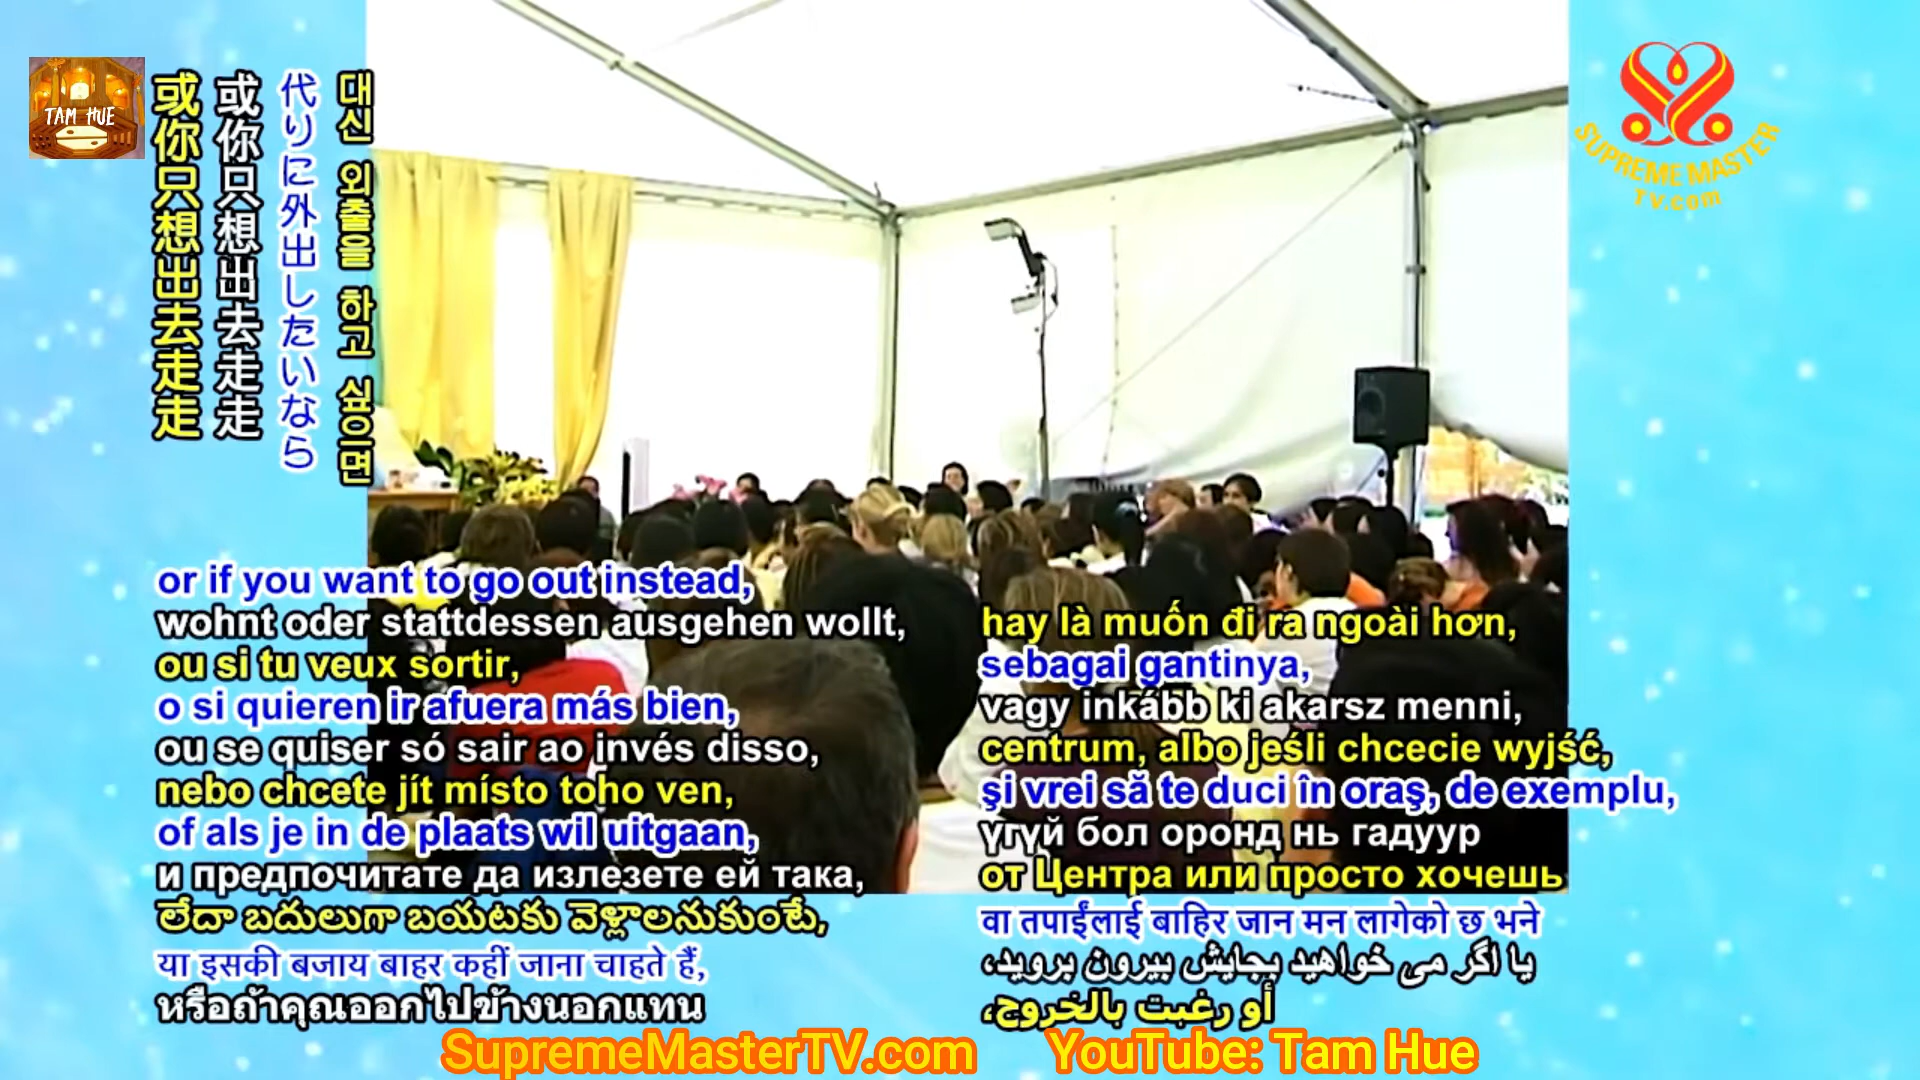 TAM HUE
或你只想出去走走
或你只想出去走走
代りに外出したいなら
대신 외출을 하고 싶으면
SUPREME MASTER
TV.com
or if you want to go out instead,
wohnt oder stattdessen ausgehen wollt,
ou si tu veux sortir,
o si quieren ir afuera más bien,
ou se quiser só sair ao invés disso,
nebo chcete jít místo toho ven,
of als je in de plaats wil uitgaan,
и предпочитате да излезете ей така,
లేదా బదులుగా బయటకు వెళ్లాలనుకుంటే,
या इसकी बजाय बाहर कहीं जाना चाहते हैं,
หรือถ้าคุณออกไปข้างนอกแทน
hay là muốn đi ra ngoài hơn,
sebagai gantinya,
vagy inkább ki akarsz menni,
centrum, albo jeśli chcecie wyjść,
şi vrei să te duci în oraş, de exemplu,
үгүй бол оронд нь гадуур
от Центра или просто хочешь
वा तपाईंलाई बाहिर जान मन लागेको छ भने
یا اگر می خواهید بجایش بیرون بروید،
أو رغبت بالخروج،
SupremeMasterTV.com YouTube: Tam Hue